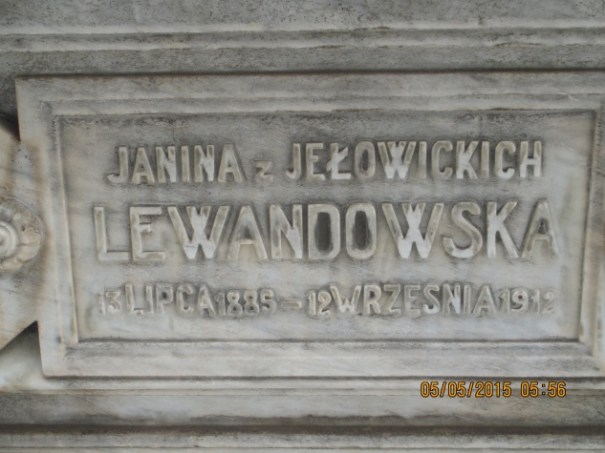 JANINA z JEŁOWICKICH
LEWANDOWSKA
13 LIPCA 1885 – 12 WRZEŚNIA 1912
05/05/2015 05:56